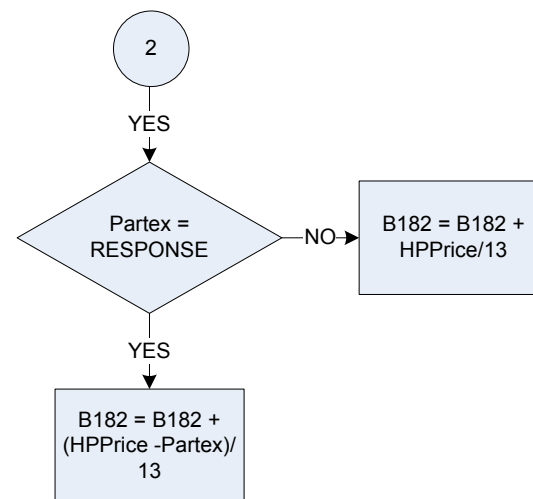 2
YES
Partex =
RESPONSE
NO
B182 = B182 +
HPPrice/13
YES
B182 = B182 +
(HPPrice -Partex)/
13